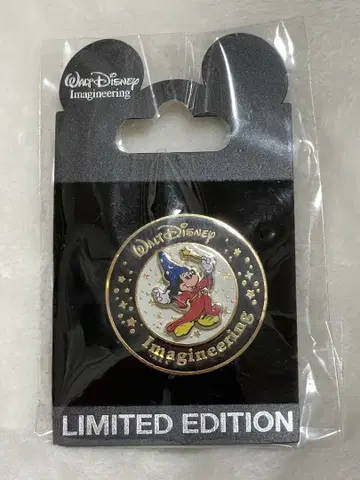 Walt Disney
Imagineering
Walt Disney
Imagineering
LIMITED EDITION